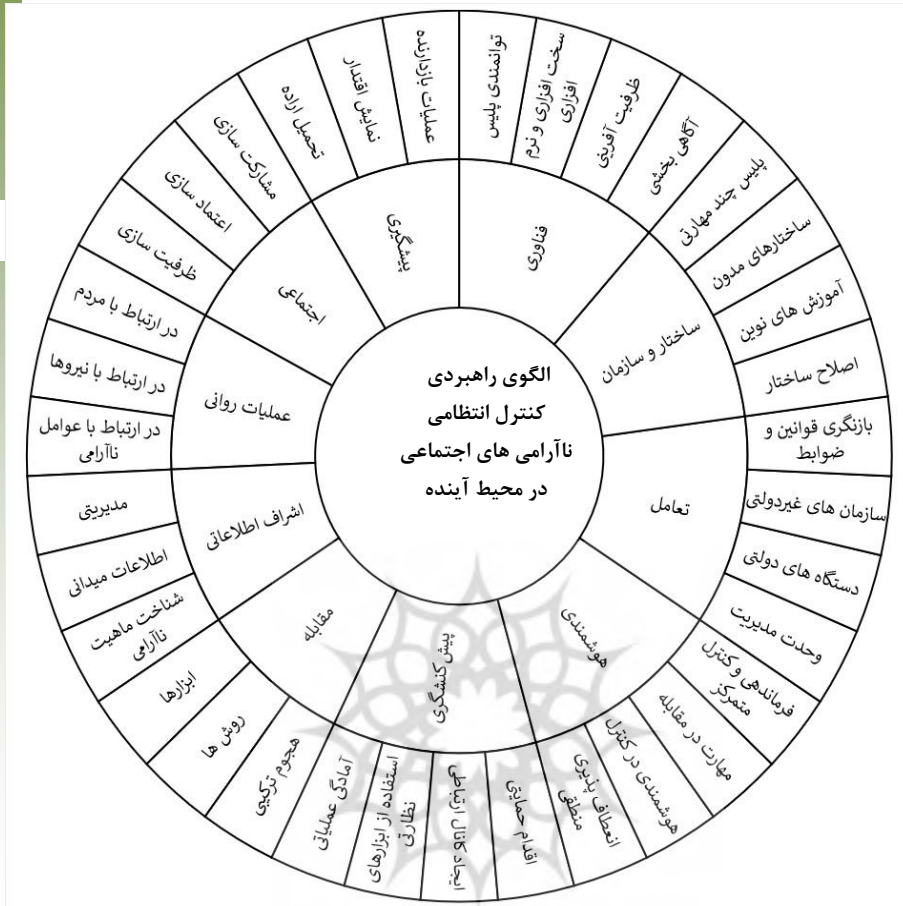 الگوی راهبردی
کنترل انتظامی
ناآرامی های اجتماعی
در محیط آینده
فناوری
ساختار و سازمان
تعامل
هوشمندی
پیش کنشگری
مقابله
اشراف اطلاعاتی
عملیات روانی
اجتماعی
پیشگیری
توانمندی پلیس
سخت افزاری و نرم
افزاری
ظرفیت آفرینی
آگاهی بخشی
پلیس چند مهارتی
ساختارهای مدون
آموزش های نوین
اصلاح ساختار
بازنگری قوانین و
ضوابط
سازمان های غیردولتی
دستگاه های دولتی
وحدت مدیریت
فرماندهی و کنترل
متمرکز
مهارت در مقابله
هوشمندی در کنترل
انعطاف پذیری
منطقی
اقدام حمایتی
ایجاد کانال ارتباطی
استفاده از ابزارهای
نظارتی
آمادگی عملیاتی
هجوم ترکیبی
روش ها
ابزارها
شناخت ماهیت
ناآرامی
اطلاعات میدانی
مدیریتی
در ارتباط با عوامل
ناآرامی
در ارتباط با نیروها
در ارتباط با مردم
ظرفیت سازی
اعتماد سازی
مشارکت سازی
تحمیل اراده
نمایش اقتدار
عملیات بازدارنده